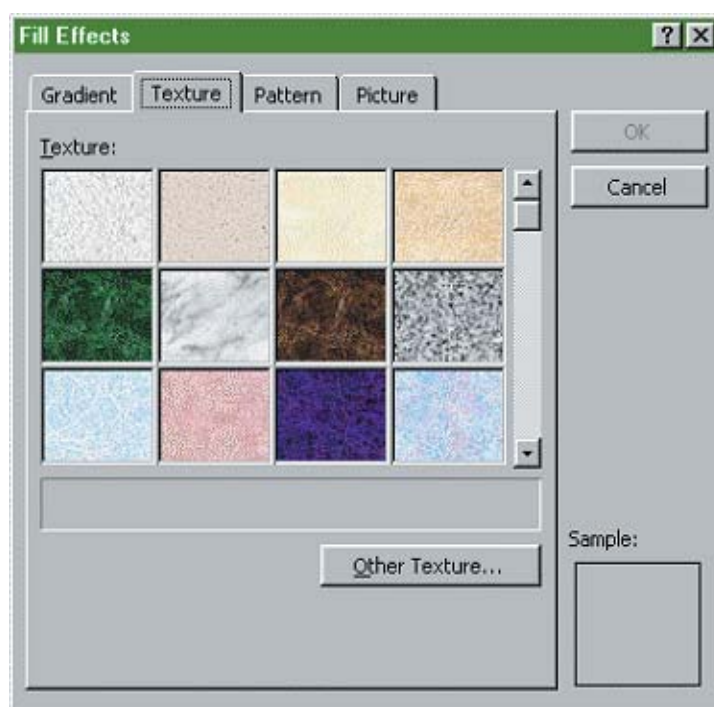 Fill Effects
Gradient Texture Pattern Picture
Texture:
OK
Cancel
Other Texture...
Sample: